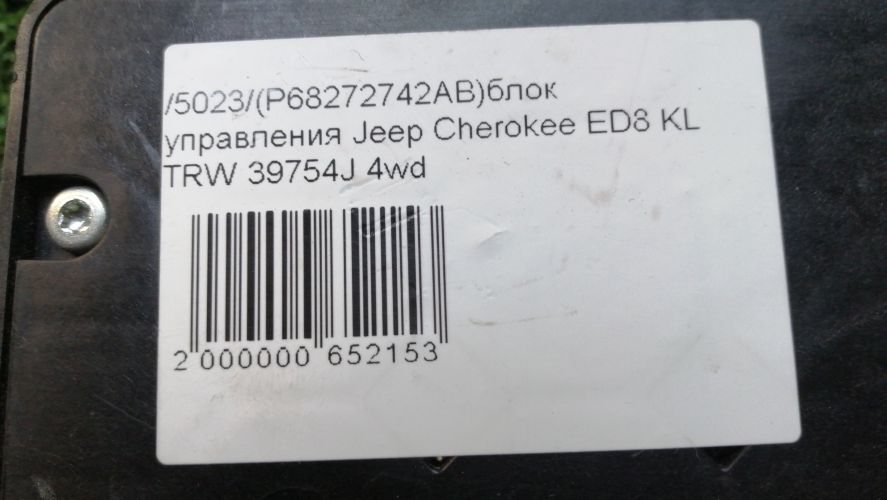 /5023/(P68272742AB)блок
управления Jeep Cherokee ED8 KL
TRW 39754J 4wd
2 000000 652153